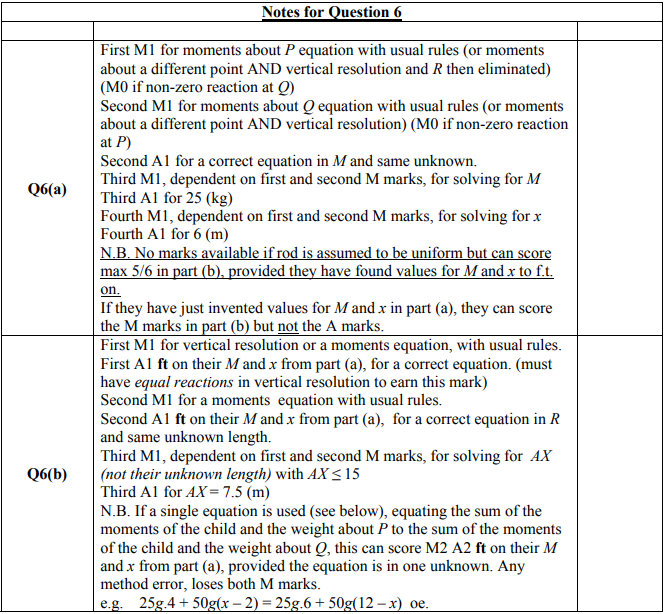 Notes for Question 6
First M1 for moments about P equation with usual rules (or moments
about a different point AND vertical resolution and R then eliminated)
(M0 if non-zero reaction at Q)
Second M1 for moments about Q equation with usual rules (or moments
about a different point AND vertical resolution) (M0 if non-zero reaction
at P)
Second A1 for a correct equation in M and same unknown.
Q6(a)
Third M1, dependent on first and second M marks, for solving for M
Third A1 for 25 (kg)
Fourth M1, dependent on first and second M marks, for solving for x
Fourth A1 for 6 (m)
N.B. No marks available if rod is assumed to be uniform but can score
max 5/6 in part (b), provided they have found values for M and x to f.t.
on.
If they have just invented values for M and x in part (a), they can score
the M marks in part (b) but not the A marks.
First M1 for vertical resolution or a moments equation, with usual rules.
First A1 ft on their M and x from part (a), for a correct equation. (must
have equal reactions in vertical resolution to earn this mark)
Second M1 for a moments equation with usual rules.
Second A1 ft on their M and x from part (a), for a correct equation in R
and same unknown length.
Third M1, dependent on first and second M marks, for solving for AX
Q6(b)
(not their unknown length) with AX ≤ 15
Third A1 for AX = 7.5 (m)
N.B. If a single equation is used (see below), equating the sum of the
moments of the child and the weight about P to the sum of the moments
of the child and the weight about Q, this can score M2 A2 ft on their M
and x from part (a), provided the equation is in one unknown. Any
method error, loses both M marks.
e.g. 25g.4 + 50g(x – 2) = 25g.6 + 50g(12 – x) oe.